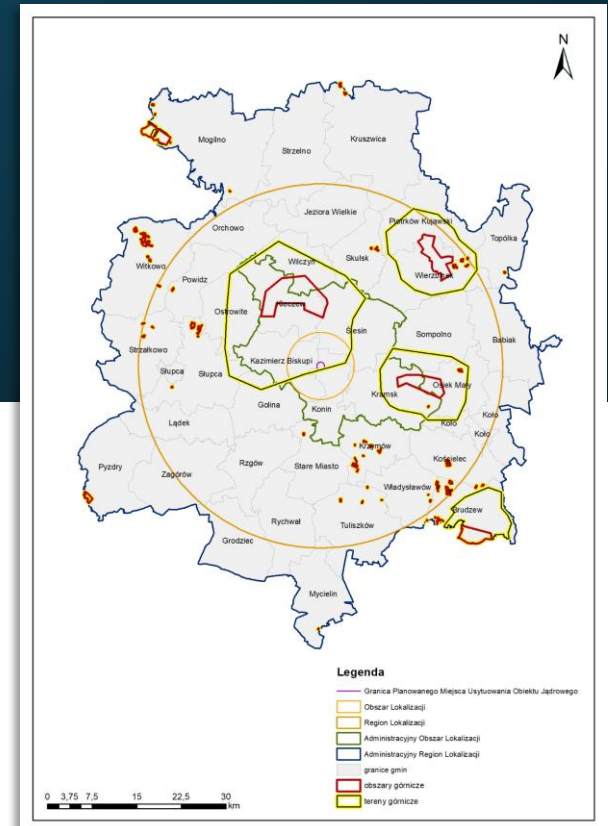 N
Mogilno
Strzelno
Kruszwica
Jeziora Wielkie
Piotrków Kujawski
Orchowo
Topólka
Wilczyn
Skulsk
Witkowo
Wierzbinek
Powidz
Kleczew
Ostrowite
Ślesin
Sompolno
Babiak
Strzałkowo
Kazimierz Biskupi
Słupca
Słupca
Osiek Mały
Kramsk
Golina
Konin
Koło
Lądek
Koło
Koło
Krzymów
Kościelec
Pyzdry
Rzgów
Stare Miasto
Zagórów
Władysławów
Brudzew
Rychwał
Tuliszków
Grodziec
Mycielin
Legenda
Granica Planowanego Miejsca Usytuowania Obiektu Jądrowego
Obszar Lokalizacji
Region Lokalizacji
Administracyjny Obszar Lokalizacji
Administracyjny Region Lokalizacji
granice gmin
obszary górnicze
tereny górnicze
0 3,75 7,5 15 22,5 30
km